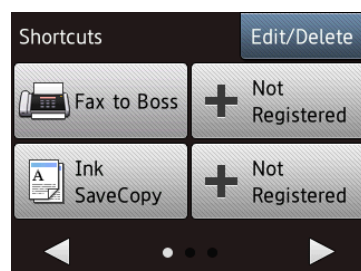 Shortcuts
Edit/Delete
Fax to Boss
Not
Registered
Ink
SaveCopy
Not
Registered
A